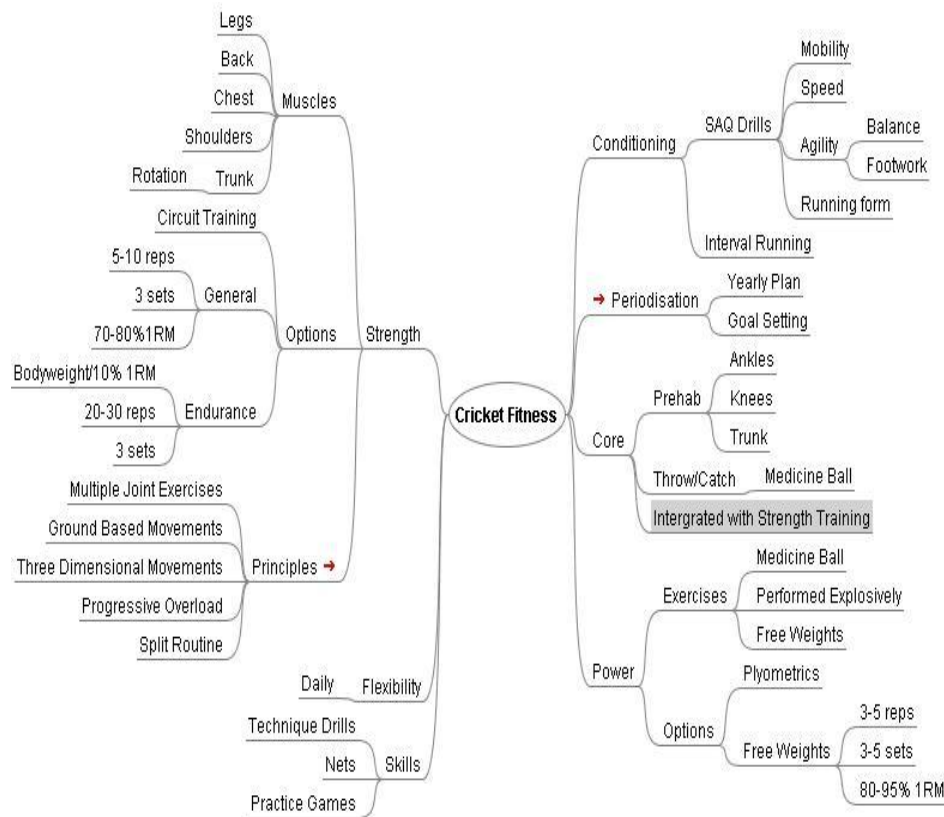 Cricket Fitness
Strength
Muscles
Legs
Back
Chest
Shoulders
Trunk
Rotation
Options
Circuit Training
General
5-10 reps
3 sets
70-80%1RM
Endurance
Bodyweight/10% 1RM
20-30 reps
3 sets
Principles
Multiple Joint Exercises
Ground Based Movements
Three Dimensional Movements
Progressive Overload
Split Routine
Flexibility
Daily
Skills
Technique Drills
Nets
Practice Games
Conditioning
SAQ Drills
Mobility
Speed
Agility
Balance
Footwork
Running form
Interval Running
Periodisation
Yearly Plan
Goal Setting
Core
Prehab
Ankles
Knees
Trunk
Throw/Catch
Medicine Ball
Intergrated with Strength Training
Power
Exercises
Medicine Ball
Performed Explosively
Free Weights
Options
Plyometrics
Free Weights
3-5 reps
3-5 sets
80-95% 1RM